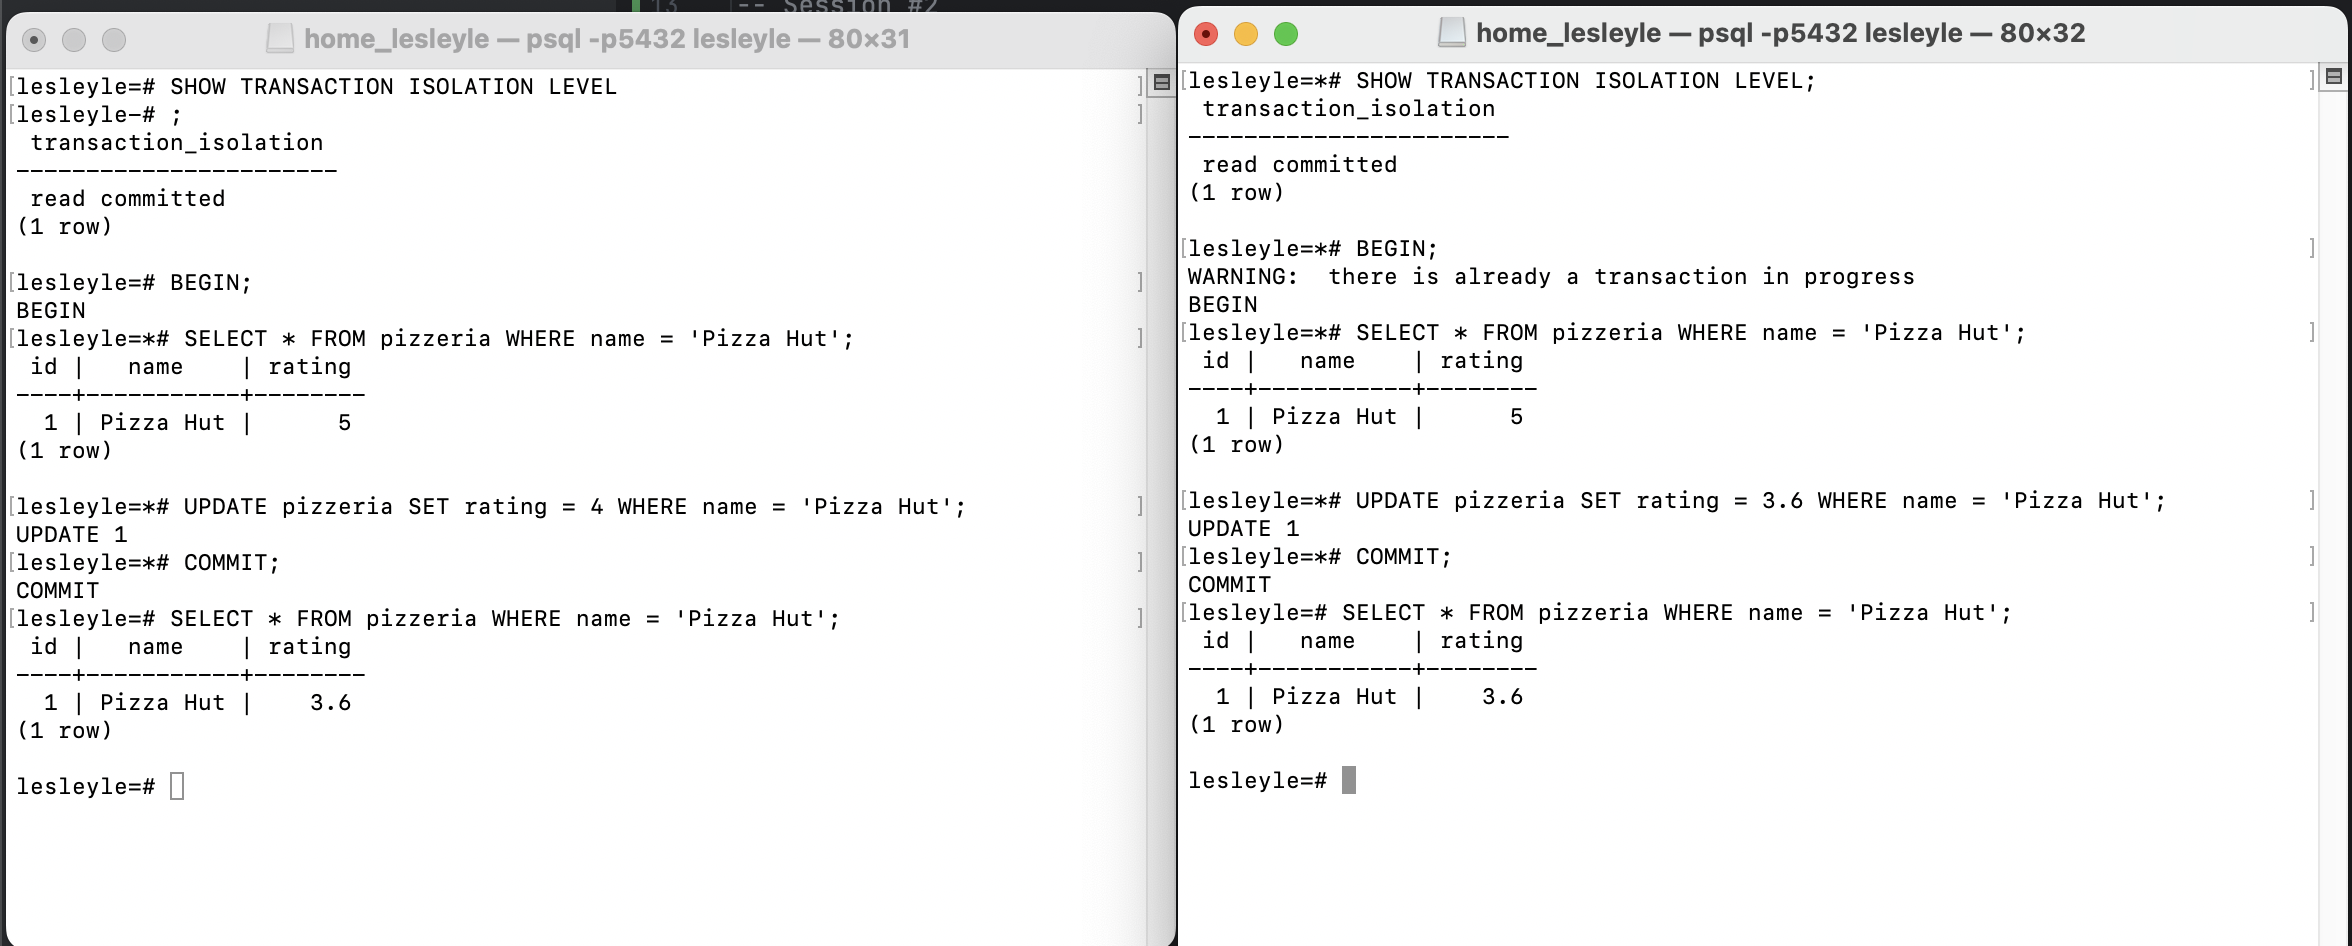 13 -- Session #2
home_lesleyle — psql -p5432 lesleyle — 80×31
lesleyle=# SHOW TRANSACTION ISOLATION LEVEL
lesleyle-# ;
 transaction_isolation
-----------------------
 read committed
(1 row)

lesleyle=# BEGIN;
BEGIN
lesleyle=*# SELECT * FROM pizzeria WHERE name = 'Pizza Hut';
 id |   name    | rating
----+-----------+--------
  1 | Pizza Hut |      5
(1 row)

lesleyle=*# UPDATE pizzeria SET rating = 4 WHERE name = 'Pizza Hut';
UPDATE 1
lesleyle=*# COMMIT;
COMMIT
lesleyle=# SELECT * FROM pizzeria WHERE name = 'Pizza Hut';
 id |   name    | rating
----+-----------+--------
  1 | Pizza Hut |    3.6
(1 row)

lesleyle=#
home_lesleyle — psql -p5432 lesleyle — 80×32
lesleyle=*# SHOW TRANSACTION ISOLATION LEVEL;
 transaction_isolation
-----------------------
 read committed
(1 row)

lesleyle=*# BEGIN;
WARNING:  there is already a transaction in progress
BEGIN
lesleyle=*# SELECT * FROM pizzeria WHERE name = 'Pizza Hut';
 id |   name    | rating
----+-----------+--------
  1 | Pizza Hut |      5
(1 row)

lesleyle=*# UPDATE pizzeria SET rating = 3.6 WHERE name = 'Pizza Hut';
UPDATE 1
lesleyle=*# COMMIT;
COMMIT
lesleyle=# SELECT * FROM pizzeria WHERE name = 'Pizza Hut';
 id |   name    | rating
----+-----------+--------
  1 | Pizza Hut |    3.6
(1 row)

lesleyle=#